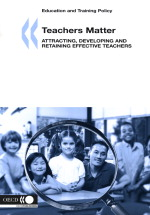 Education and Training Policy
Teachers Matter
ATTRACTING, DEVELOPING AND
RETAINING EFFECTIVE TEACHERS
OECD